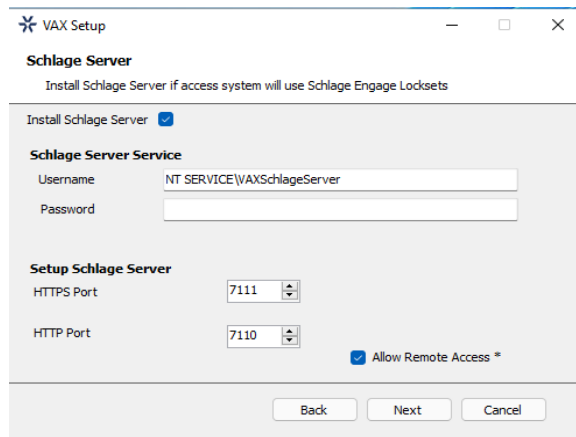 VAX Setup
Schlage Server
Install Schlage Server if access system will use Schlage Engage Locksets
Install Schlage Server
Schlage Server Service
Username NT SERVICE\VAXSchlageServer
Password
Setup Schlage Server
HTTPS Port 7111
HTTP Port 7110
Allow Remote Access *
Back Next Cancel